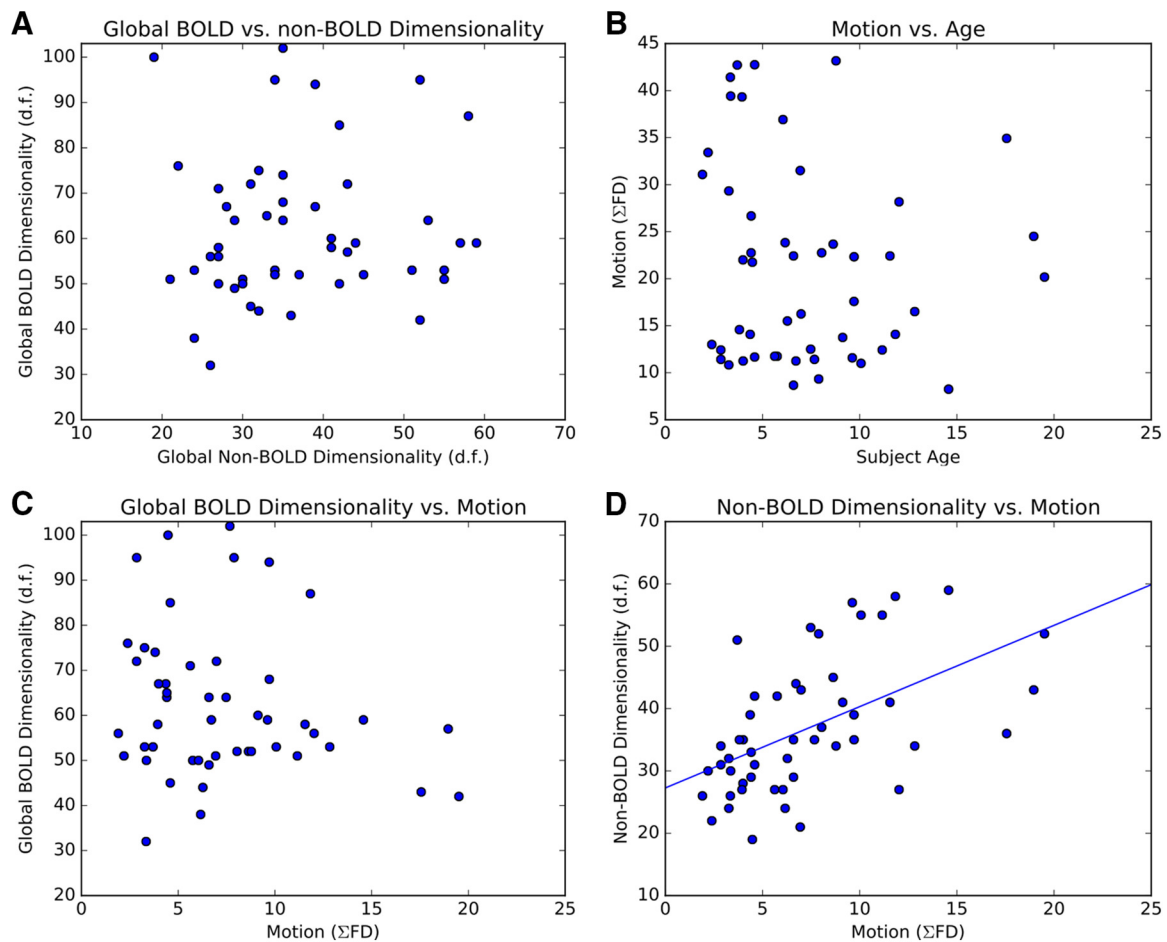 A
Global BOLD vs. non-BOLD Dimensionality
Global BOLD Dimensionality (d.f.)
100
90
80
70
60
50
40
30
20
10 20 30 40 50 60 70
Global Non-BOLD Dimensionality (d.f.)
B
Motion vs. Age
Motion (ΣFD)
45
40
35
30
25
20
15
10
5
0 5 10 15 20 25
Subject Age
C
Global BOLD Dimensionality vs. Motion
Global BOLD Dimensionality (d.f.)
100
90
80
70
60
50
40
30
20
0 5 10 15 20 25
Motion (ΣFD)
D
Non-BOLD Dimensionality vs. Motion
Non-BOLD Dimensionality (d.f.)
70
60
50
40
30
20
10
0 5 10 15 20 25
Motion (ΣFD)